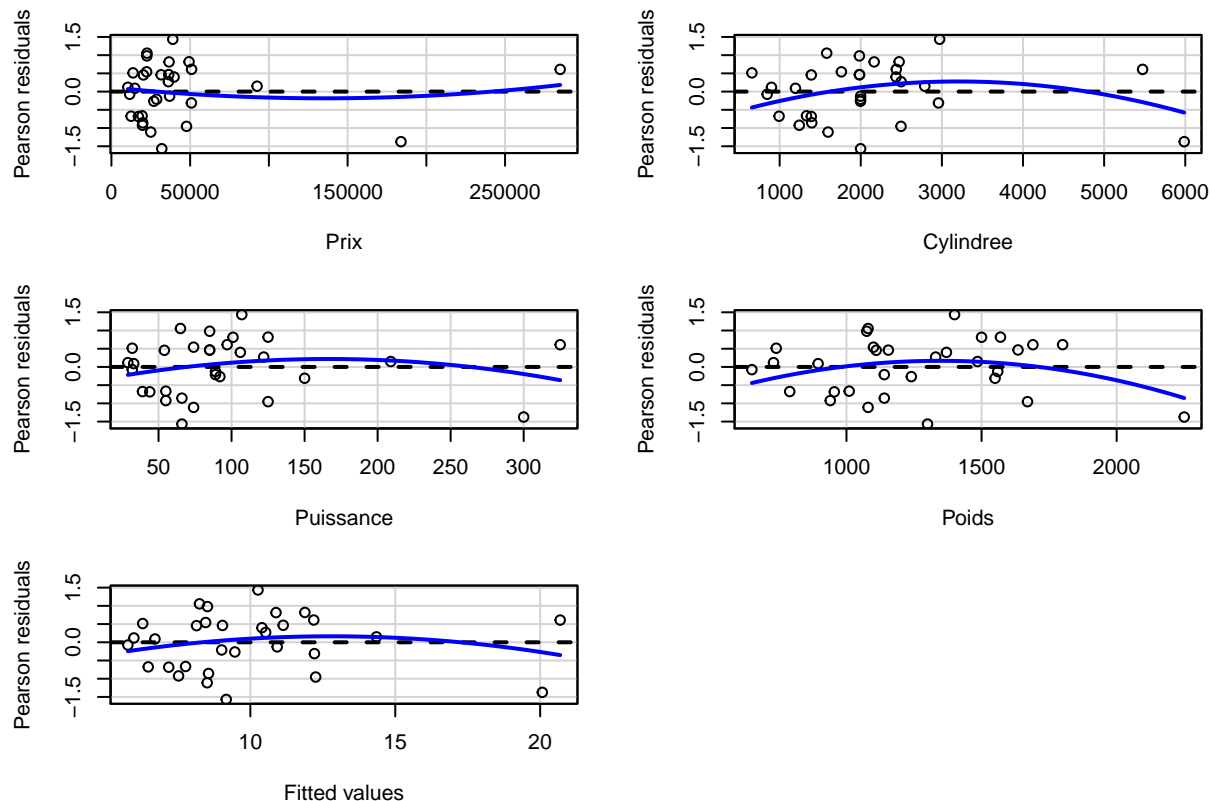 Pearson residuals
1.5
0.0
−1.5
0 50000 150000 250000
Prix
Pearson residuals
1.5
0.0
−1.5
1000 2000 3000 4000 5000 6000
Cylindree
Pearson residuals
1.5
0.0
−1.5
50 100 150 200 250 300
Puissance
Pearson residuals
1.5
0.0
−1.5
1000 1500 2000
Poids
Pearson residuals
1.5
0.0
−1.5
10 15 20
Fitted values